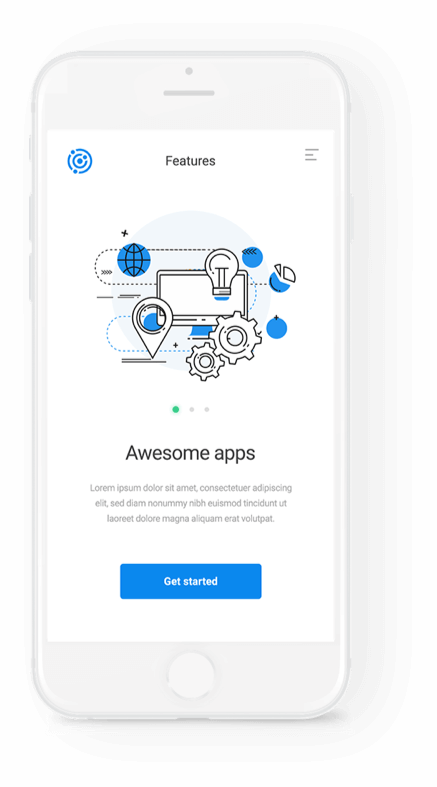 Features
Awesome apps
Lorem ipsum dolor sit amet, consectetuer adipiscing
elit, sed diam nonummy nibh euismod tincidunt ut
laoreet dolore magna aliquam erat volutpat.
Get started